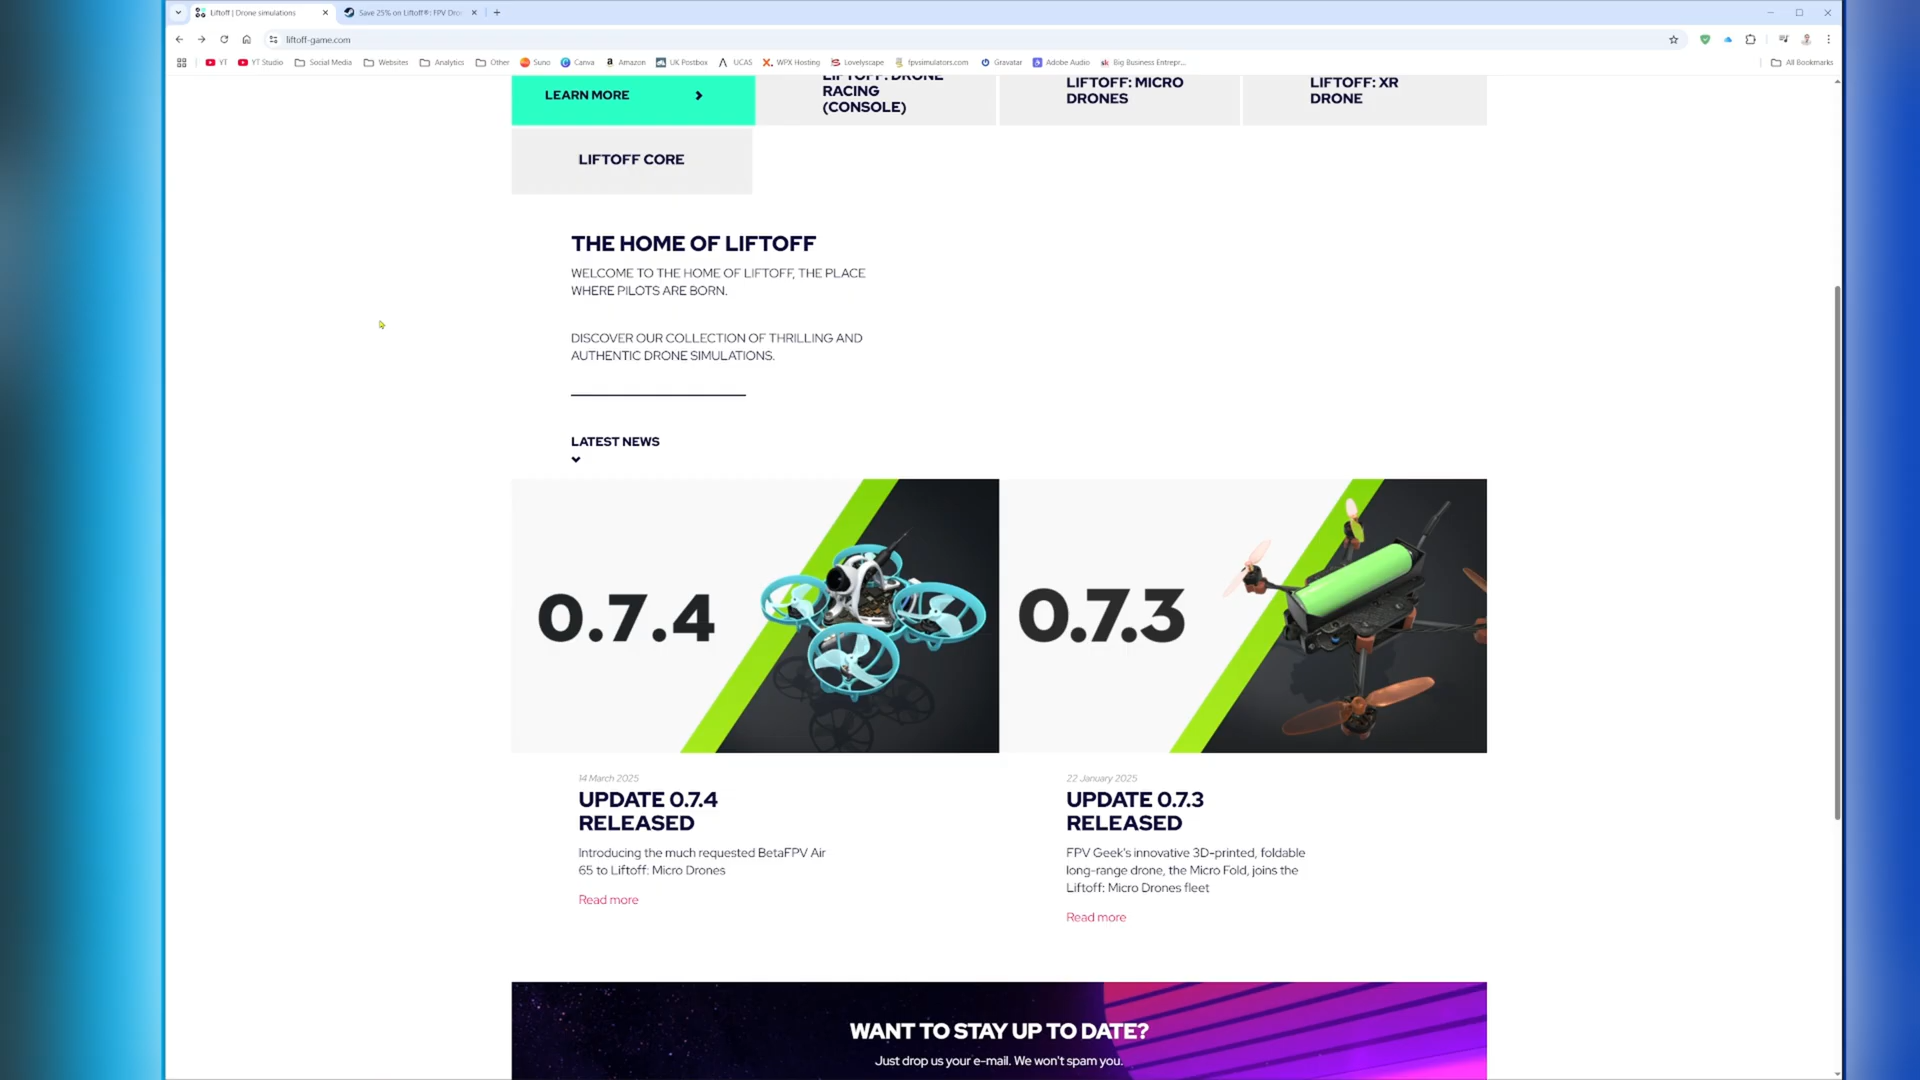 Liftoff | Drone simulations
Save 25% on Liftoff®: FPV Dro
liftoff-game.com
YT
YT Studio
Social Media
Websites
Analytics
Other
Suno
Canva
Amazon
UK Postbox
UCAS
WPX Hosting
Lovelyscape
fpvsimulators.com
Gravatar
Adobe Audio
Big Business Entrepr...
All Bookmarks
LEARN MORE
LIFTOFF: DRONE
RACING
(CONSOLE)
LIFTOFF: MICRO
DRONES
LIFTOFF: XR
DRONE
LIFTOFF CORE
THE HOME OF LIFTOFF
WELCOME TO THE HOME OF LIFTOFF, THE PLACE
WHERE PILOTS ARE BORN.
DISCOVER OUR COLLECTION OF THRILLING AND
AUTHENTIC DRONE SIMULATIONS.
LATEST NEWS
0.7.4
0.7.3
14 March 2025
UPDATE 0.7.4
RELEASED
Introducing the much requested BetaFPV Air
65 to Liftoff: Micro Drones
Read more
22 January 2025
UPDATE 0.7.3
RELEASED
FPV Geek's innovative 3D-printed, foldable
long-range drone, the Micro Fold, joins the
Liftoff: Micro Drones fleet
Read more
WANT TO STAY UP TO DATE?
Just drop us your e-mail. We won't spam you.